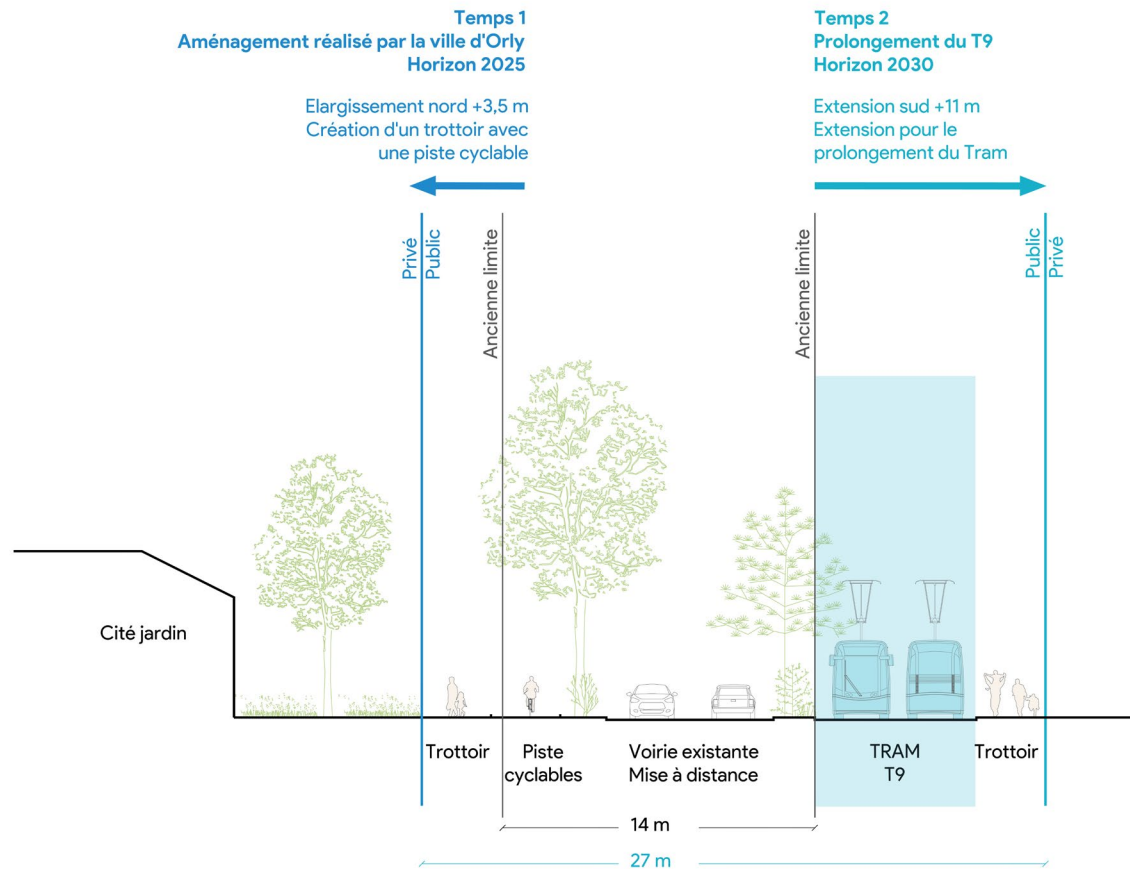 Temps 1
Aménagement réalisé par la ville d'Orly
Horizon 2025
Elargissement nord +3,5 m
Création d'un trottoir avec
une piste cyclable
Temps 2
Prolongement du T9
Horizon 2030
Extension sud +11 m
Extension pour le
prolongement du Tram
Privé
Public
Ancienne limite
Ancienne limite
Public
Privé
Cité jardin
Trottoir
Piste
cyclables
Voirie existante
Mise à distance
TRAM
T9
Trottoir
14 m
27 m